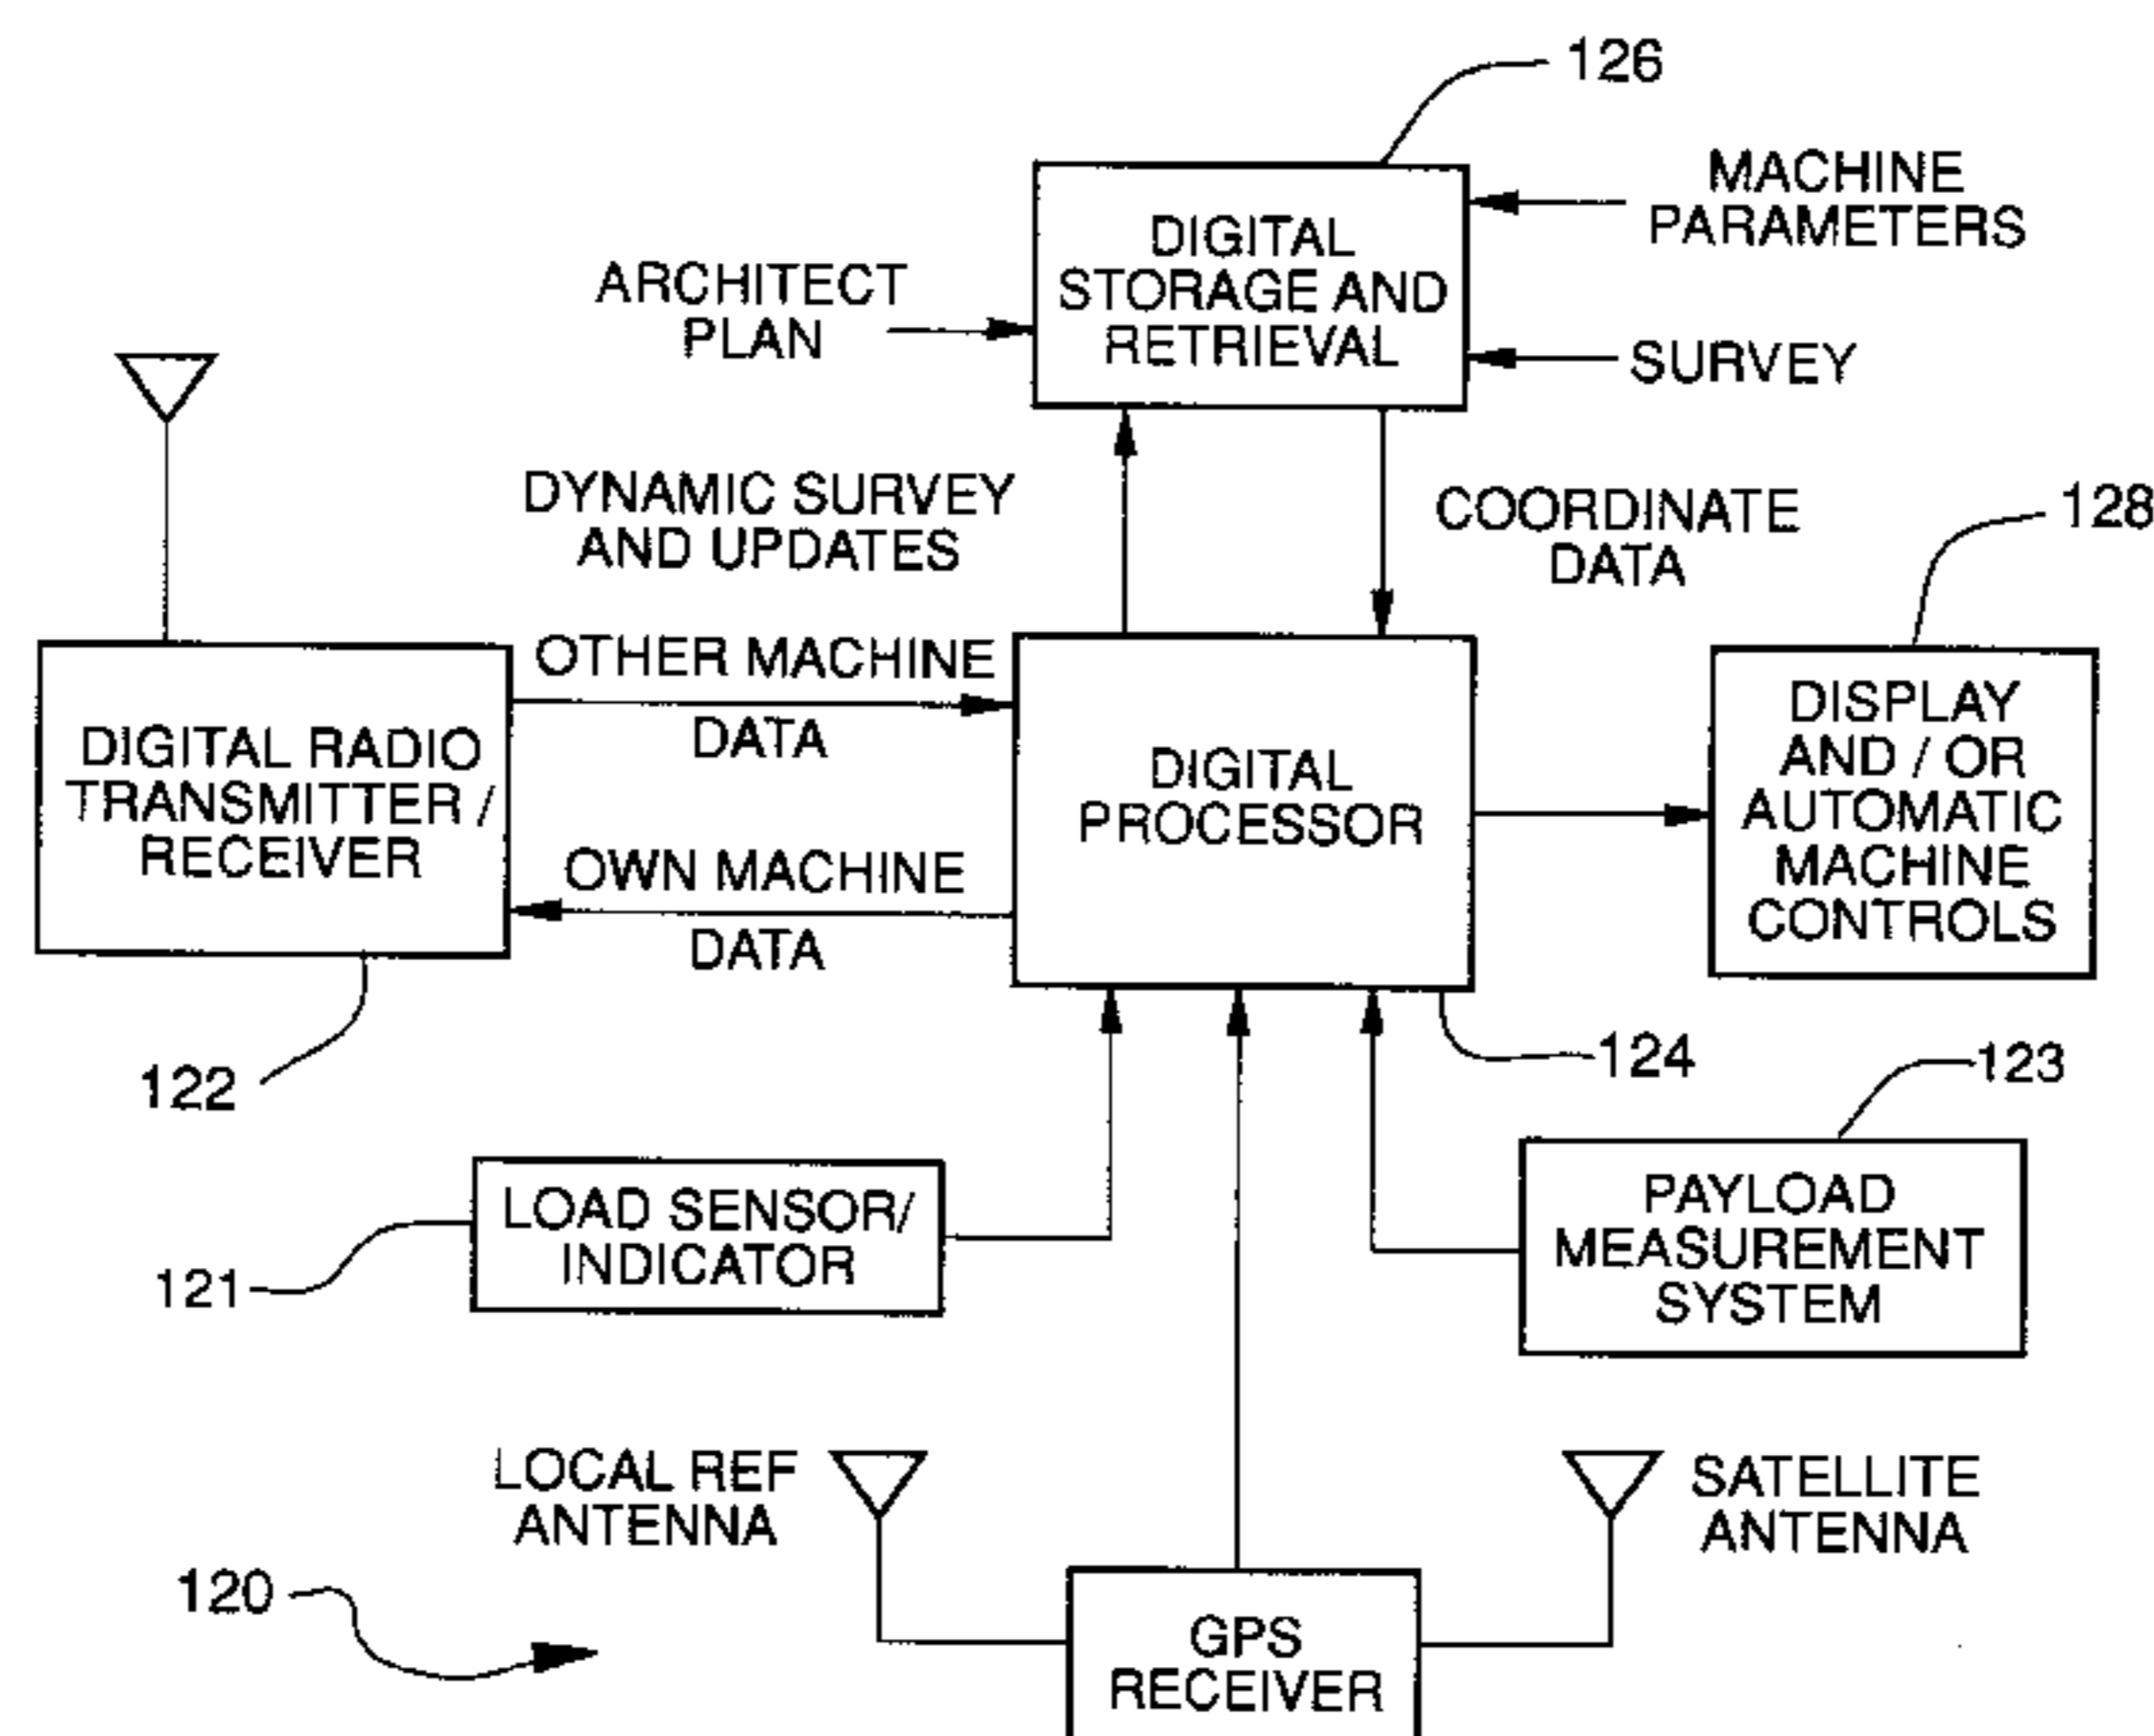 126
MACHINE
PARAMETERS
DIGITAL
STORAGE AND
RETRIEVAL
ARCHITECT
PLAN
SURVEY
DYNAMIC SURVEY
AND UPDATES
COORDINATE
DATA
128
OTHER MACHINE
DATA
DIGITAL RADIO
TRANSMITTER /
RECEIVER
DIGITAL
PROCESSOR
DISPLAY
AND / OR
AUTOMATIC
MACHINE
CONTROLS
OWN MACHINE
DATA
122
124
123
LOAD SENSOR/
INDICATOR
121
PAYLOAD
MEASUREMENT
SYSTEM
LOCAL REF
ANTENNA
SATELLITE
ANTENNA
120
GPS
RECEIVER